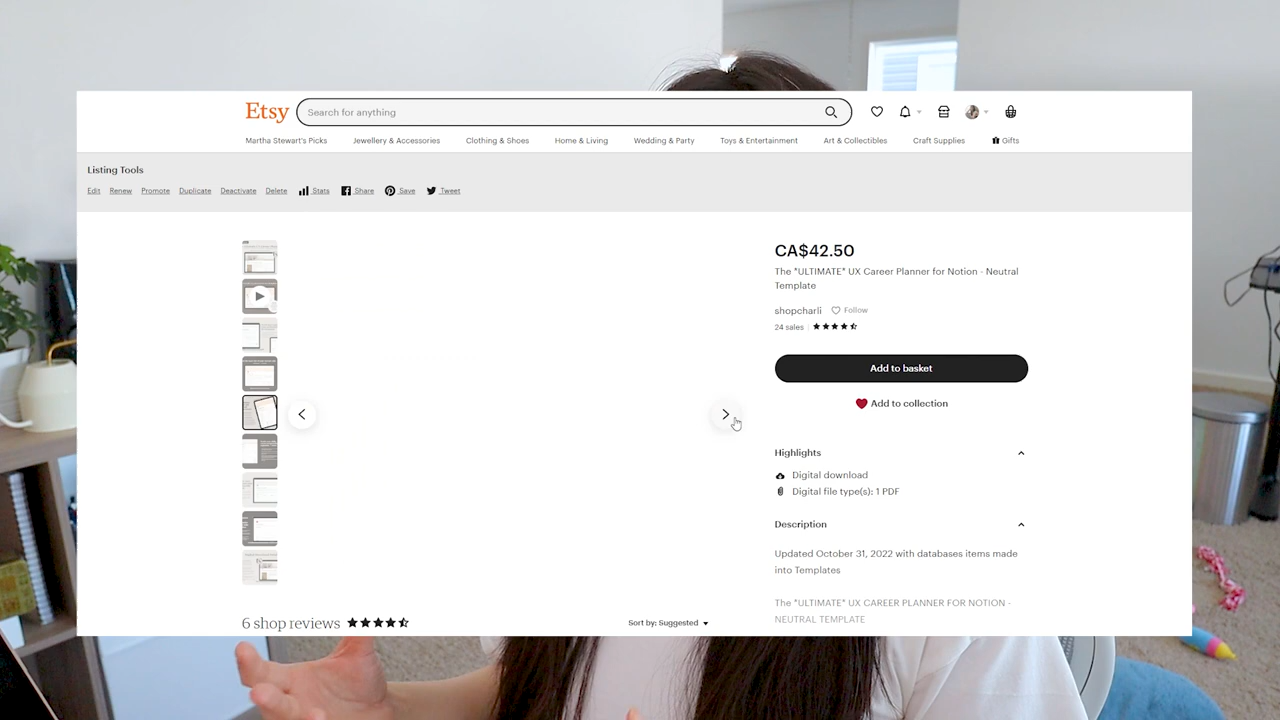 Etsy
Search for anything
Martha Stewart's Picks
Jewellery & Accessories
Clothing & Shoes
Home & Living
Wedding & Party
Toys & Entertainment
Art & Collectibles
Craft Supplies
Gifts
Listing Tools
Edit
Renew
Promote
Duplicate
Deactivate
Delete
Stats
Share
Save
Tweet
CA$42.50
The *ULTIMATE* UX Career Planner for Notion - Neutral
Template
shopcharli
Follow
24 sales
Add to basket
Add to collection
Highlights
Digital download
Digital file type(s): 1 PDF
Description
Updated October 31, 2022 with databases items made
into Templates
The *ULTIMATE* UX CAREER PLANNER FOR NOTION -
NEUTRAL TEMPLATE
6 shop reviews
Sort by: Suggested